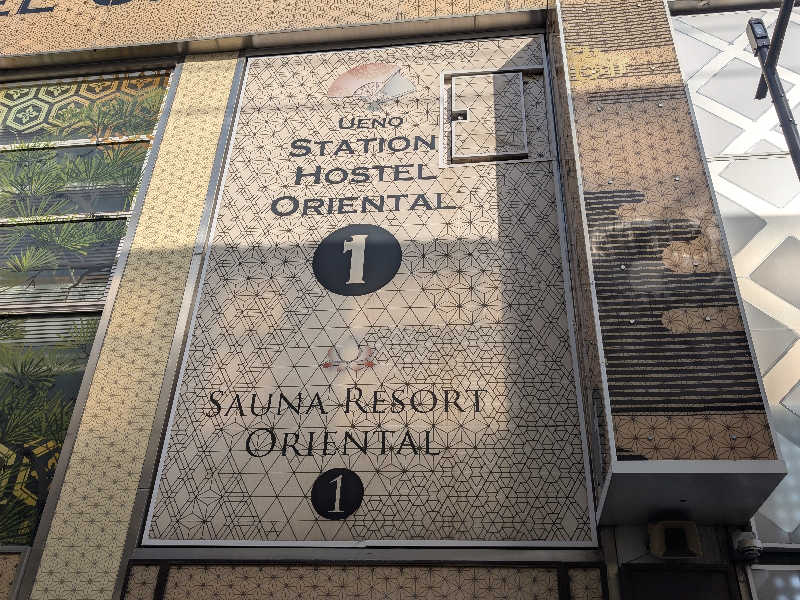 UENO
STATION
HOSTEL
ORIENTAL
1
SAUNA RESORT
ORIENTAL
1